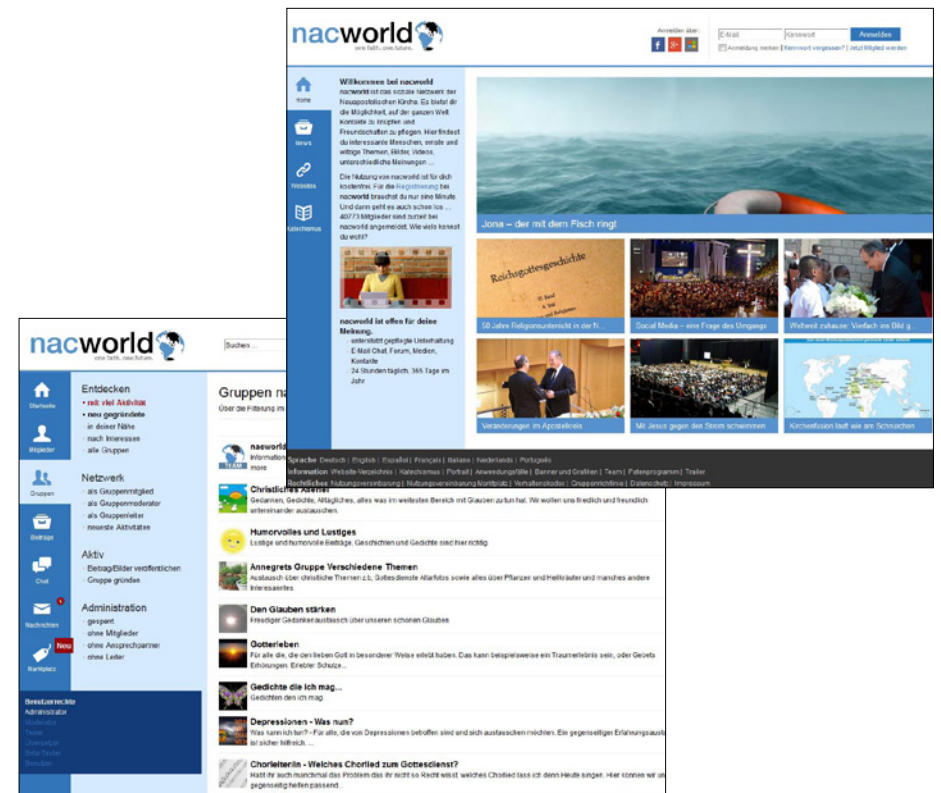 nacworld
one faith. one future.
Anmelden über:
E-Mail
Kennwort
Anmelden
Anmeldung merken | Kennwort vergessen? | Jetzt Mitglied werden
Home
News
Websites
Katechismus
Willkommen bei nacworld
nacworld ist das soziale Netzwerk der
Neuapostolischen Kirche. Es bietet dir
die Möglichkeit, auf der ganzen Welt
Kontakte zu knüpfen und
Freundschaften zu pflegen. Hier findest
du interessante Menschen, ernste und
witzige Themen, Bilder, Videos,
unterschiedliche Meinungen ...
Die Nutzung von nacworld ist für dich
kostenfrei. Für die Registrierung bei
nacworld brauchst du nur eine Minute.
Und dann geht es auch schon los ...
40773 Mitglieder sind zurzeit bei
nacworld angemeldet. Wie viele kennst
du wohl?
nacworld ist offen für deine
Meinung.
- unterstützt gepflegte Unterhaltung
- E-Mail Chat, Forum, Medien,
Kontakte
- 24 Stunden täglich, 365 Tage im
Jahr
Jona – der mit dem Fisch ringt
Reichsgottesgeschichte
50 Jahre Religionsunterricht in der N...
Social Media – eine Frage des Umgangs
Weltweit zuhause: Vierfach ins Bild g...
Veränderungen im Apostelkreis
Mit Jesus gegen den Strom schwimmen
Kirchenfusion läuft wie am Schnürchen
Sprache Deutsch | English | Español | Français | Italiano | Nederlands | Português
Information Website-Verzeichnis | Katechismus | Portrait | Anwendungsfälle | Banner und Grafiken | Team | Patenprogramm | Trailer
Rechtliches Nutzungsvereinbarung | Nutzungsvereinbarung Marktplatz | Verhaltenskodex | Gruppenrichtlinie | Datenschutz | Impressum
nacworld
one faith. one future.
Suchen ...
Startseite
Mitglieder
Gruppen
Beiträge
Chat
Nachrichten
Neu
Marktplatz
Entdecken
• mit viel Aktivität
• neu gegründete
- in deiner Nähe
- nach Interessen
- alle Gruppen
Netzwerk
- als Gruppenmitglied
- als Gruppenmoderator
- als Gruppenleiter
- neueste Aktivitäten
Aktiv
- Beitrag/Bilder veröffentlichen
- Gruppe gründen
Administration
- gesperrt
- ohne Mitglieder
- ohne Ansprechpartner
- ohne Leiter
Benutzerrechte
Administrator
Moderator
Tester
Übersetzer
Beta-Tester
Benutzer
Gruppen na
Über die Filterung im
TEAM
nacworld
Information
more
Christliches Allerlei
Gedanken, Gedichte, Alltägliches, alles was im weitesten Bereich mit Glauben zu tun hat. Wir wollen uns friedlich und freundlich
untereinander austauschen.
Humorvolles und Lustiges
Lustige und humorvolle Beiträge, Geschichten und Gedichte sind hier richtig.
Annegrets Gruppe Verschiedene Themen
Austausch über christliche Themen z.b, Gottesdienste Altarfotos sowie alles über Pflanzen und Heilkräuter und manches andere
Interessantes
Den Glauben stärken
Freudiger Gedankenaustausch über unseren schönen Glauben
Gotterleben
Für alle die, die den lieben Gott in besonderer Weise erlebt haben. Das kann beispielsweise ein Traumerlebnis sein, oder Gebets
Erhörungen. Erlebter Schutze...
Gedichte die ich mag...
Gedichten den ich mag
Depressionen - Was nun?
Was kann ich tun? - Für alle, die von Depressionen betroffen sind und sich austauschen möchten. Ein gegenseitiger Erfahrungsausta
ist sicher hilfreich. ...
Chorleiter/in - Welches Chorlied zum Gottesdienst?
Habt ihr auch manchmal das Problem das ihr nicht so Recht wisst, welches Chorlied lass ich denn Heute singen. Hier können wir un
gegenseitig helfen passend...